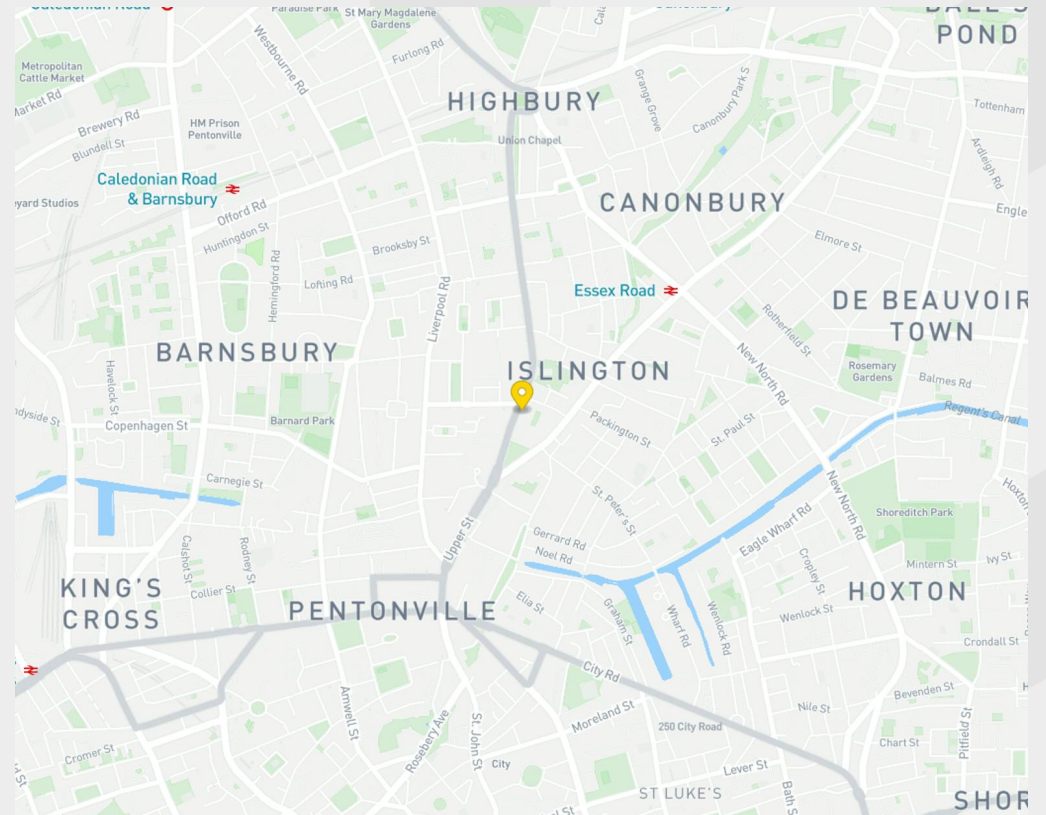 Caledonian Road
Paradise Park
St Mary Magdalene
Gardens
Canonbury
POND
Westbourne Rd
Furlong Rd
Metropolitan
Cattle Market
Market Rd
Brewery Rd
Blundell St
HM Prison
Pentonville
HIGHBURY
Union Chapel
Grange Grove
Canonbury Park S
Tottenham
Ardleigh Rd
Caledonian Road
& Barnsbury
yard Studios
Offord Rd
Huntingdon St
CANONBURY
Engle
Brooksby St
Elmore St
Hemingford Rd
Lofting Rd
Liverpool Rd
Essex Road
DE BEAUVOIR
TOWN
Rotherfield St
BARNSBURY
ISLINGTON
New North Rd
Rosemary
Gardens
Balmes Rd
Havelock St
ndyside St
Copenhagen St
Barnard Park
Packington St
St. Paul St
Regent's Canal
Carnegie St
St. Peter's St
New North Rd
Hoxton
Shoreditch Park
Upper St
Gerrard Rd
Noel Rd
Eagle Wharf Rd
Calshot St
Rodney St
Cropley St
Mintern St
Ivy St
KING'S
CROSS
Collier St
PENTONVILLE
Elia St
Graham St
Wharf Rd
Wenlock Rd
Wenlock St
HOXTON
Crondall St
City Rd
Bevenden St
Amwell St
Rosebery Ave
St. John St
Moreland St
250 City Road
Nile St
Pitfield St
Chart St
Cromer St
d St
City
Lever St
Bath S
ST LUKE'S
SHOR